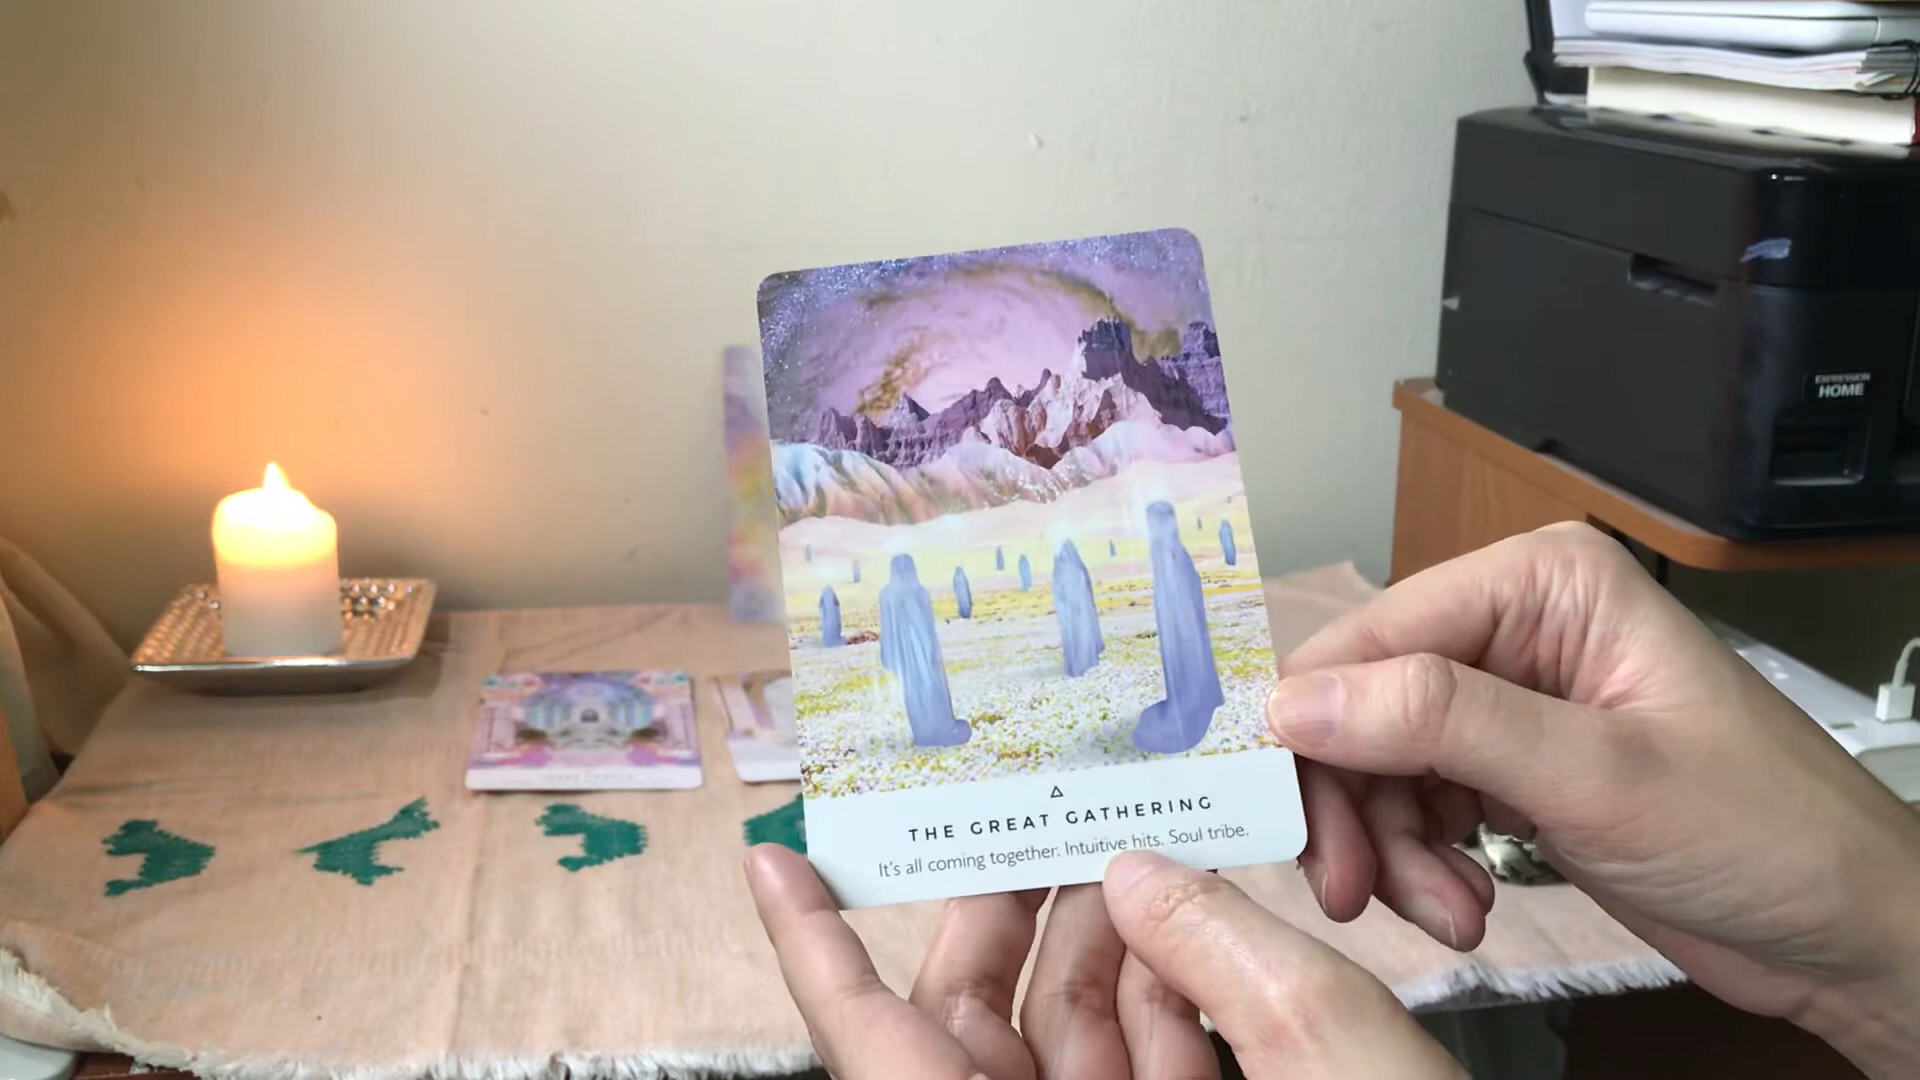 EXPRESSION
HOME
THE GREAT GATHERING
It's all coming together. Intuitive hits. Soul tribe.